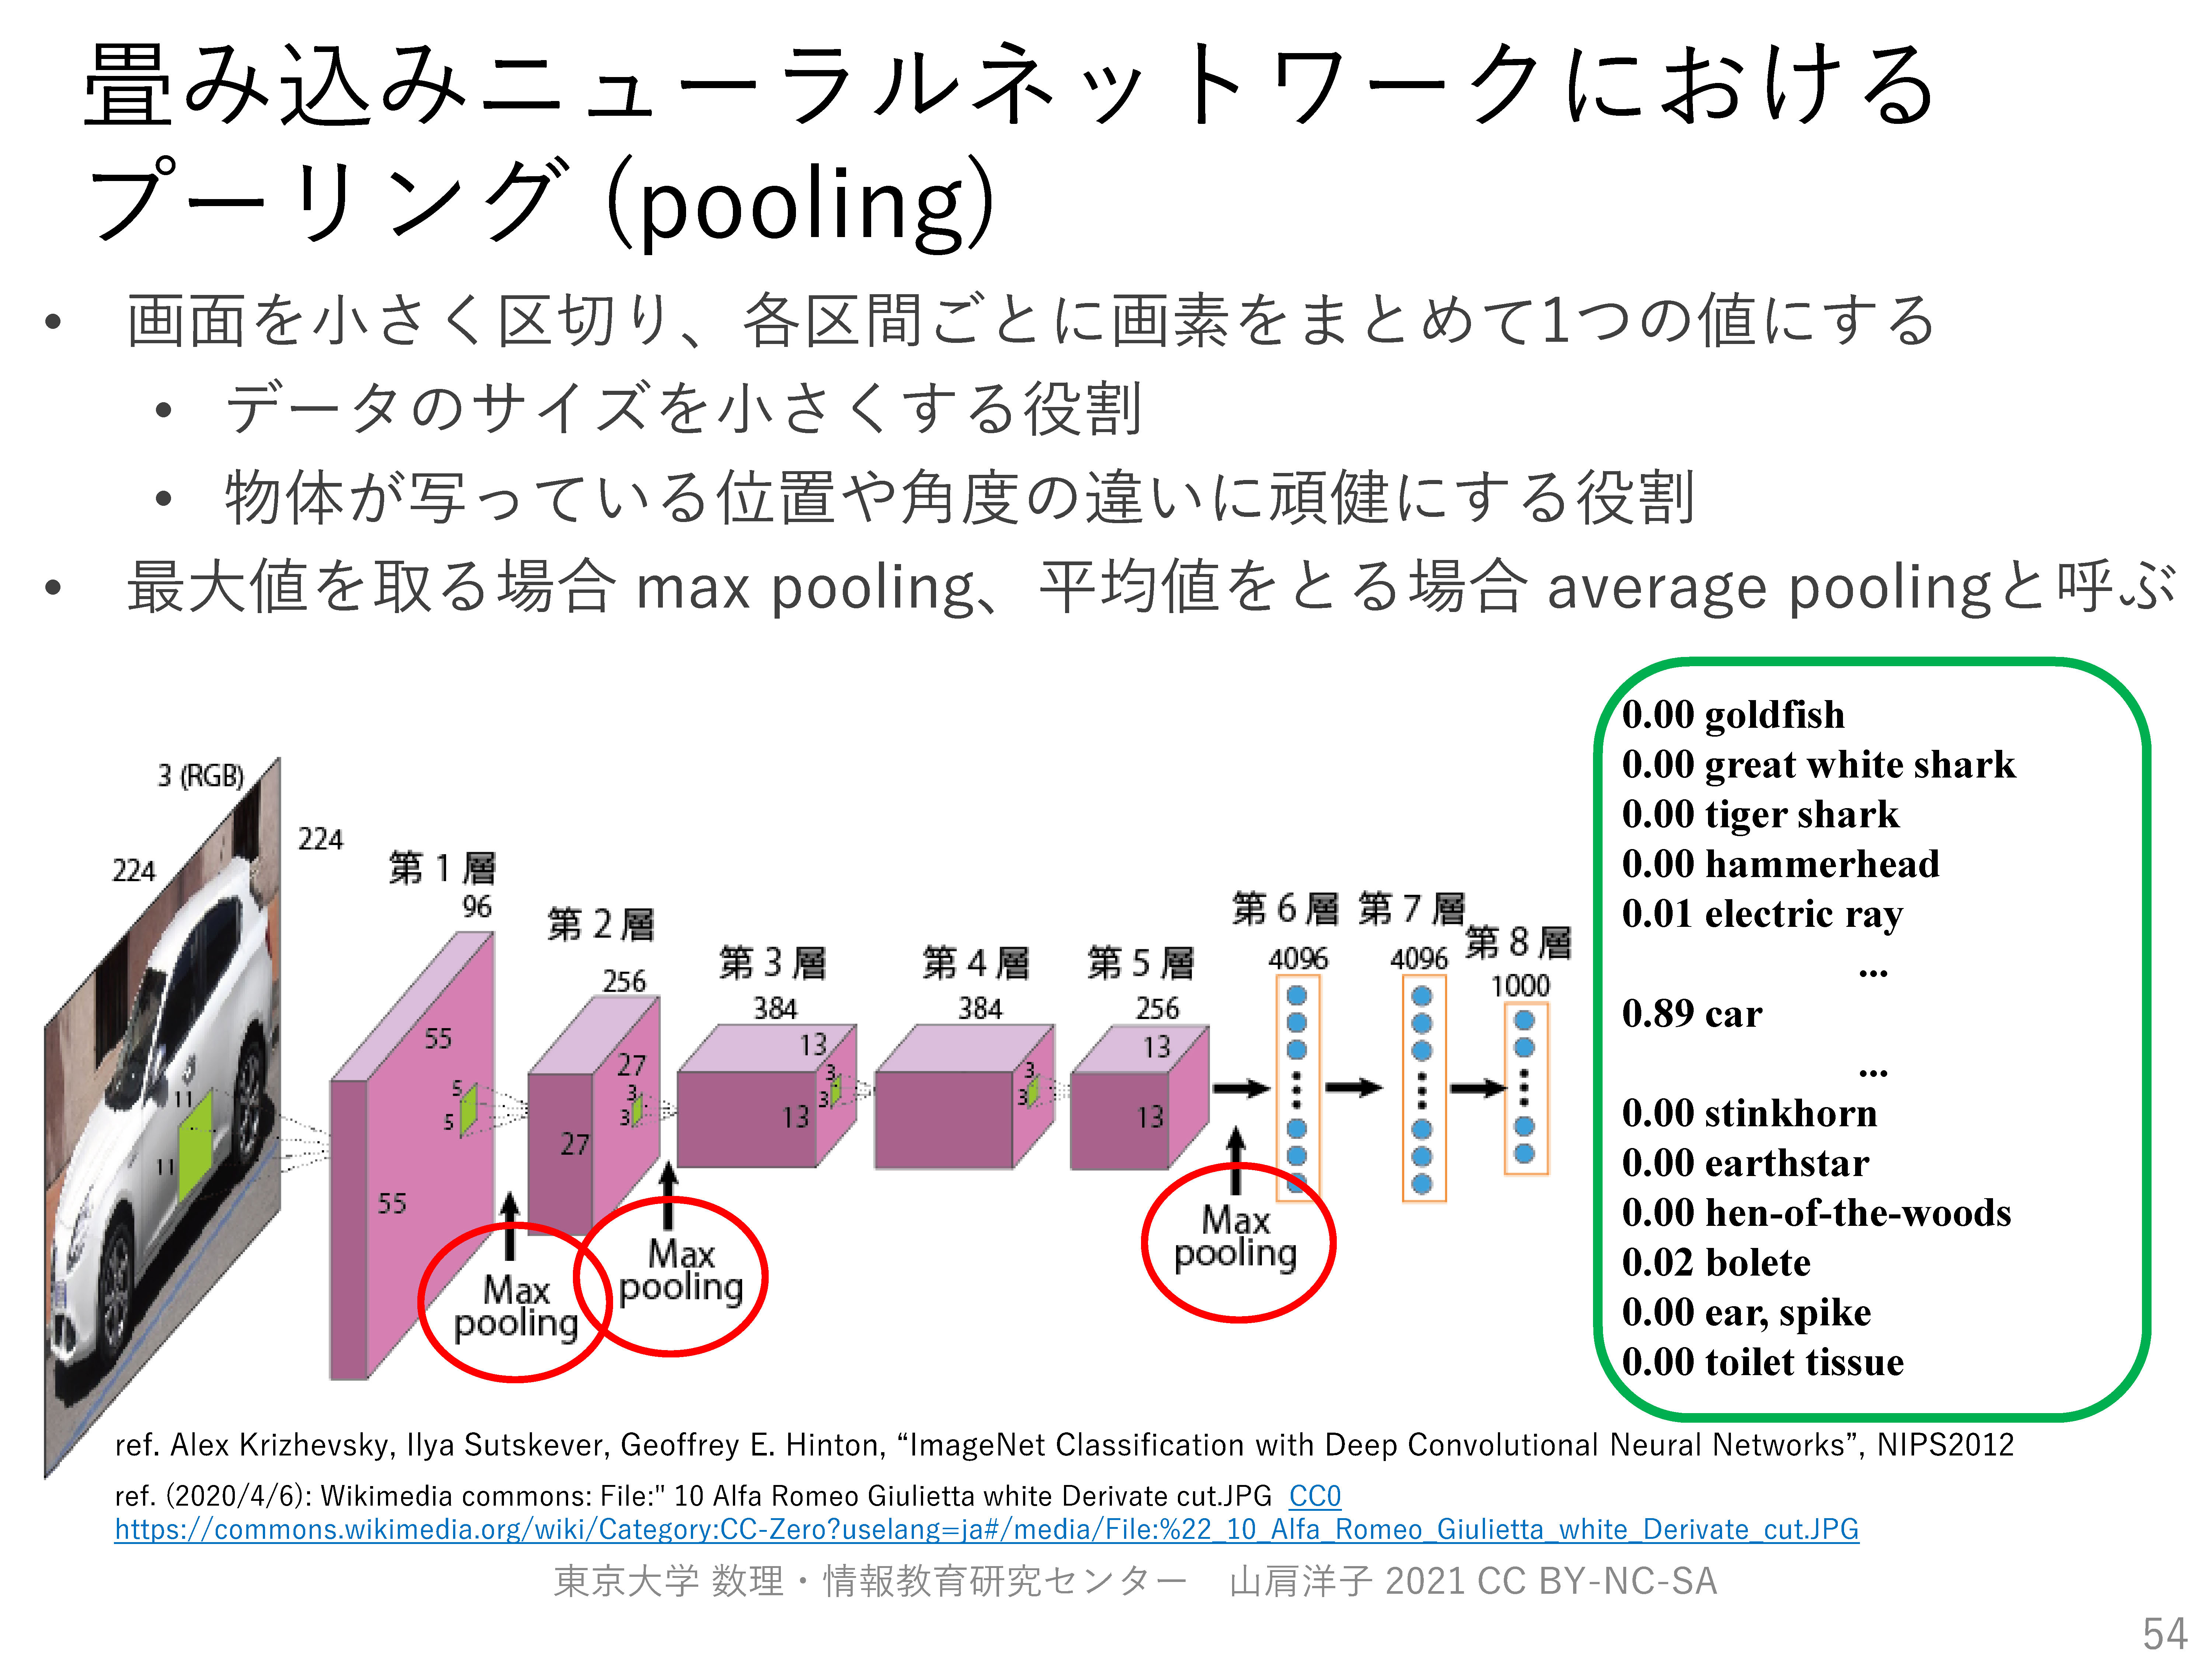 畳み込みニューラルネットワークにおける
プーリング (pooling)
• 画面を小さく区切り、各区間ごとに画素をまとめて1つの値にする
• データのサイズを小さくする役割
• 物体が写っている位置や角度の違いに頑健にする役割
• 最大値を取る場合 max pooling、平均値をとる場合 average poolingと呼ぶ
3 (RGB)
224
224
11
11
第 1 層
96
55
55
5
5
Max
pooling
第 2 層
256
27
27
3
3
Max
pooling
第 3 層
384
13
13
3
3
第 4 層
384
3
3
第 5 層
256
13
13
Max
pooling
第 6 層
4096
第 7 層
4096
第 8 層
1000
0.00 goldfish
0.00 great white shark
0.00 tiger shark
0.00 hammerhead
0.01 electric ray
...
0.89 car
...
0.00 stinkhorn
0.00 earthstar
0.00 hen-of-the-woods
0.02 bolete
0.00 ear, spike
0.00 toilet tissue
ref. Alex Krizhevsky, Ilya Sutskever, Geoffrey E. Hinton, “ImageNet Classification with Deep Convolutional Neural Networks”, NIPS2012
ref. (2020/4/6): Wikimedia commons: File:" 10 Alfa Romeo Giulietta white Derivate cut.JPG CC0
https://commons.wikimedia.org/wiki/Category:CC-Zero?uselang=ja#/media/File:%22_10_Alfa_Romeo_Giulietta_white_Derivate_cut.JPG
東京大学 数理・情報教育研究センター 山肩洋子 2021 CC BY-NC-SA
54